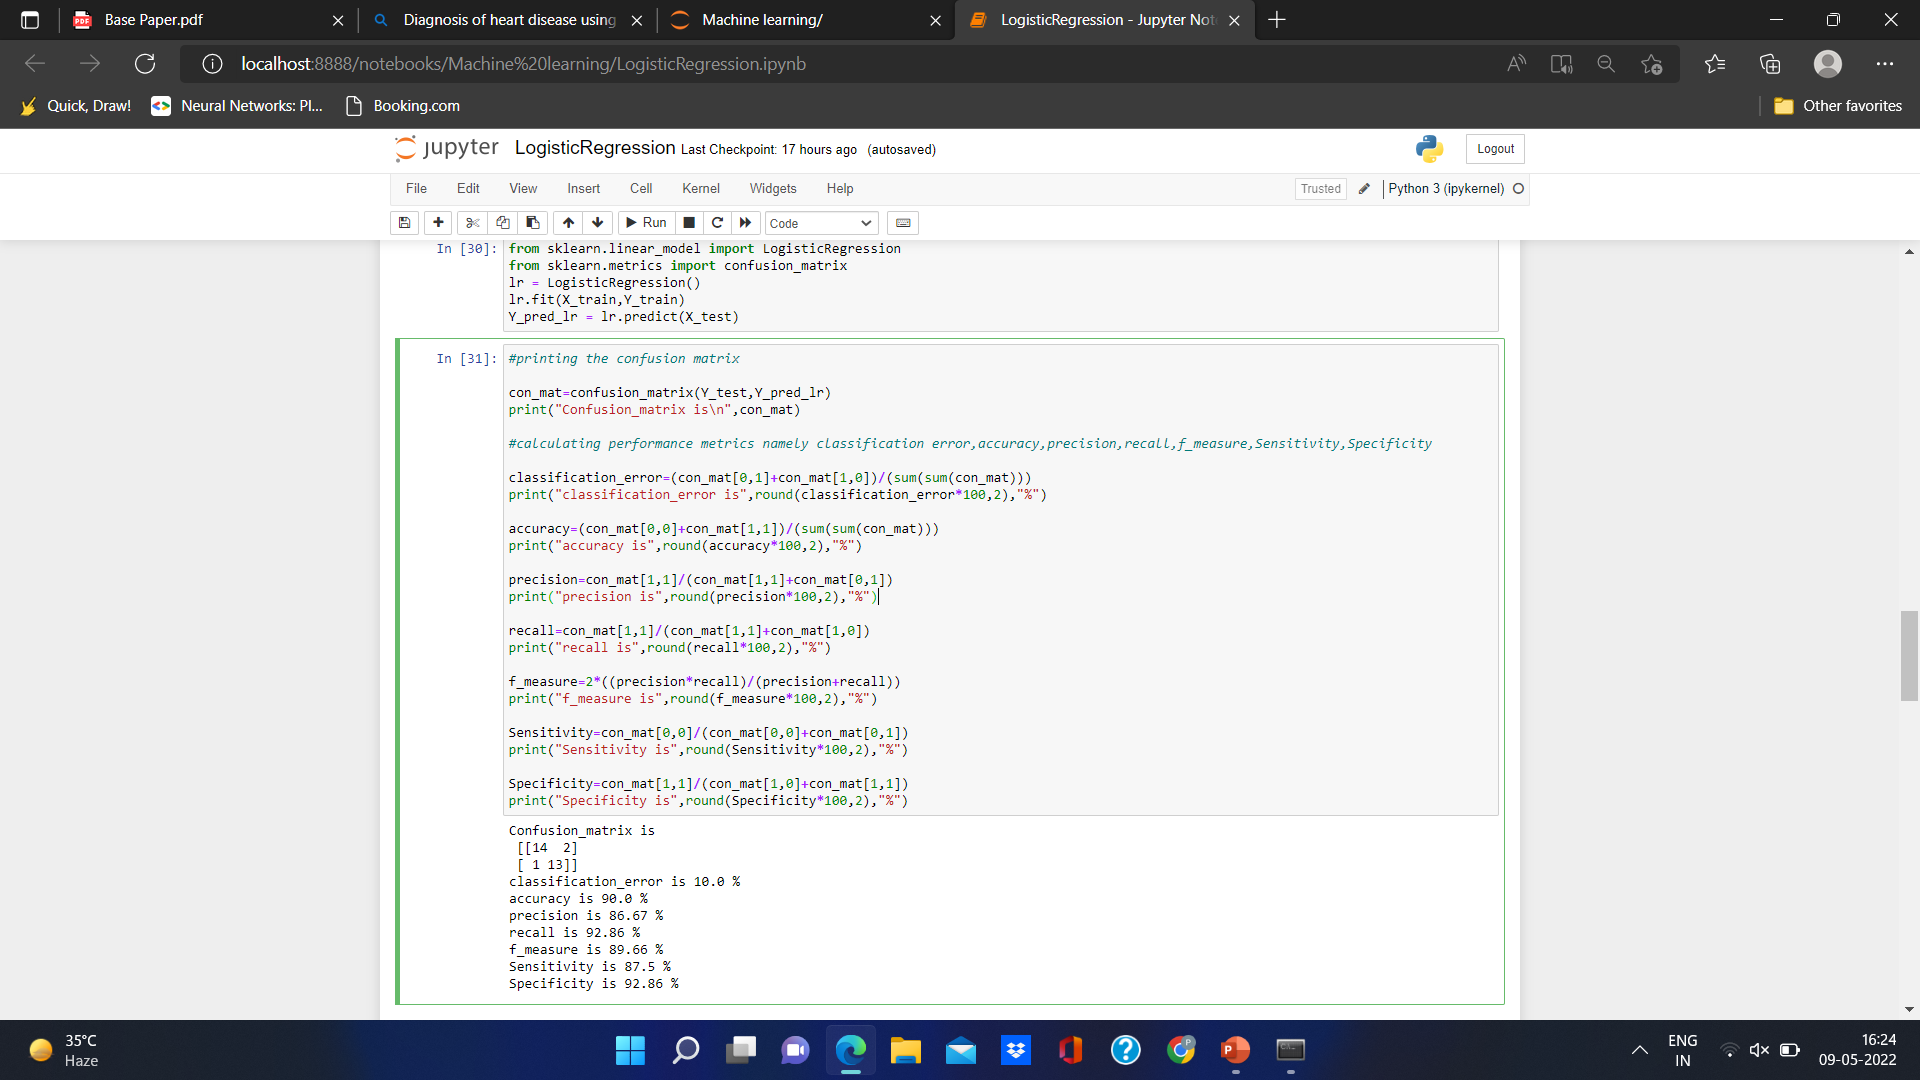 Base Paper.pdf
Diagnosis of heart disease using
Machine learning/
LogisticRegression - Jupyter Not
localhost:8888/notebooks/Machine%20learning/LogisticRegression.ipynb
Quick, Draw!
Neural Networks: Pl...
Booking.com
Other favorites
jupyter LogisticRegression Last Checkpoint: 17 hours ago (autosaved)
Logout
File Edit View Insert Cell Kernel Widgets Help
Trusted
Python 3 (ipykernel)
Run
Code
In [30]: from sklearn.linear_model import LogisticRegression
from sklearn.metrics import confusion_matrix
lr = LogisticRegression()
lr.fit(X_train,Y_train)
Y_pred_lr = lr.predict(X_test)
In [31]: #printing the confusion matrix
con_mat=confusion_matrix(Y_test,Y_pred_lr)
print("Confusion_matrix is\n",con_mat)
#calculating performance metrics namely classification error,accuracy,precision,recall,f_measure,Sensitivity,Specificity
classification_error=(con_mat[0,1]+con_mat[1,0])/(sum(sum(con_mat)))
print("classification_error is",round(classification_error*100,2),"%")
accuracy=(con_mat[0,0]+con_mat[1,1])/(sum(sum(con_mat)))
print("accuracy is",round(accuracy*100,2),"%")
precision=con_mat[1,1]/(con_mat[1,1]+con_mat[0,1])
print("precision is",round(precision*100,2),"%")
recall=con_mat[1,1]/(con_mat[1,1]+con_mat[1,0])
print("recall is",round(recall*100,2),"%")
f_measure=2*((precision*recall)/(precision+recall))
print("f_measure is",round(f_measure*100,2),"%")
Sensitivity=con_mat[0,0]/(con_mat[0,0]+con_mat[0,1])
print("Sensitivity is",round(Sensitivity*100,2),"%")
Specificity=con_mat[1,1]/(con_mat[1,0]+con_mat[1,1])
print("Specificity is",round(Specificity*100,2),"%")
Confusion_matrix is
[[14  2]
[ 1 13]]
classification_error is 10.0 %
accuracy is 90.0 %
precision is 86.67 %
recall is 92.86 %
f_measure is 89.66 %
Sensitivity is 87.5 %
Specificity is 92.86 %
35°C
Haze
ENG
IN
16:24
09-05-2022